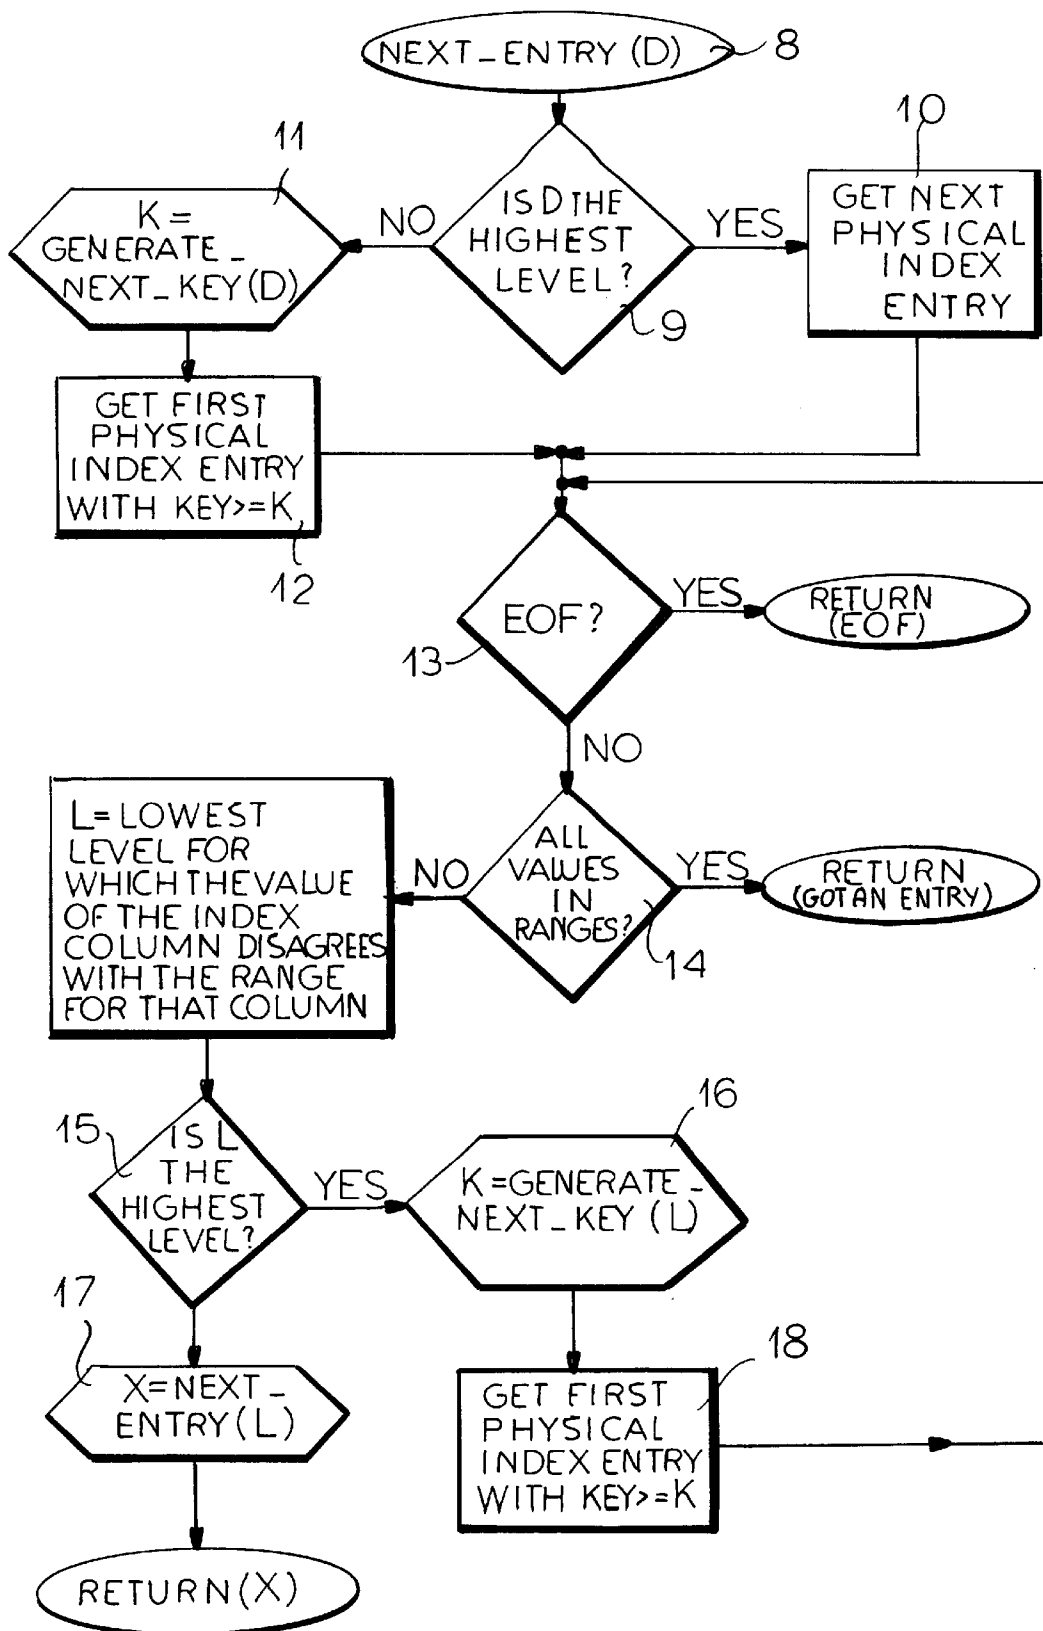 NEXT_ENTRY (D)
8
IS D THE
HIGHEST
LEVEL?
9
NO
YES
10
GET NEXT
PHYSICAL
INDEX
ENTRY
11
K =
GENERATE_
NEXT_KEY(D)
GET FIRST
PHYSICAL
INDEX ENTRY
WITH KEY>=K
12
EOF?
13
YES
RETURN
(EOF)
NO
ALL
VALUES
IN
RANGES?
14
YES
RETURN
(GOT AN ENTRY)
NO
L=LOWEST
LEVEL FOR
WHICH THE VALUE
OF THE INDEX
COLUMN DISAGREES
WITH THE RANGE
FOR THAT COLUMN
15
IS L
THE
HIGHEST
LEVEL?
YES
16
K=GENERATE_
NEXT_KEY (L)
17
X=NEXT_
ENTRY(L)
18
GET FIRST
PHYSICAL
INDEX ENTRY
WITH KEY>=K
RETURN(X)